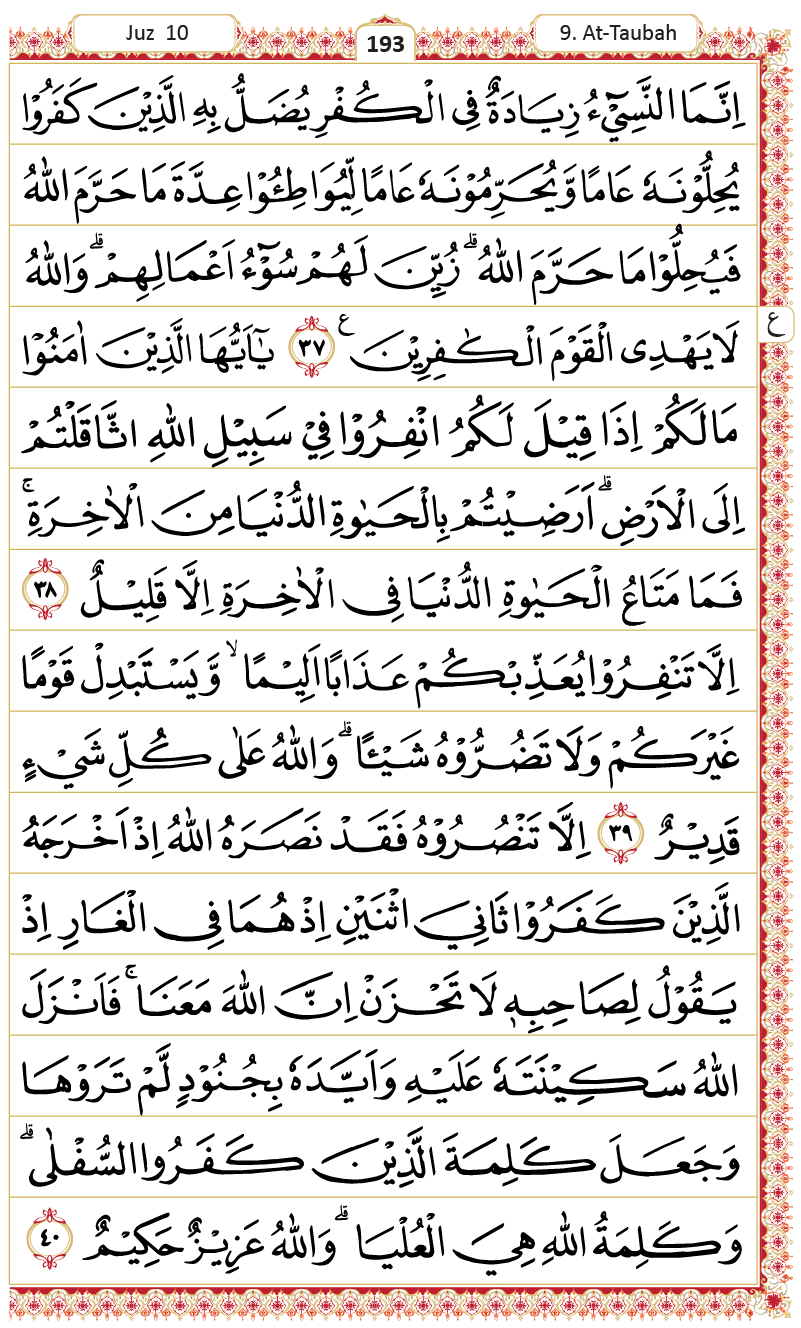 Juz 10
193
9. At-Taubah
اِنَّمَا النَّسِيْۤءُ زِيَادَةٌ فِى الْكُفْرِ يُضَلُّ بِهِ الَّذِيْنَ كَفَرُوْا
يُحِلُّوْنَهٗ عَامًا وَّيُحَرِّمُوْنَهٗ عَامًا لِّيُوَاطِـُٔوْا عِدَّةَ مَا حَرَّمَ اللّٰهُ
فَيُحِلُّوْا مَا حَرَّمَ اللّٰهُ ۗ زُيِّنَ لَهُمْ سُوْۤءُ اَعْمَالِهِمْ ۗ وَاللّٰهُ
لَا يَهْدِى الْقَوْمَ الْكٰفِرِيْنَ ࣖ ٣٧ يٰٓاَيُّهَا الَّذِيْنَ اٰمَنُوْا
ع
مَا لَكُمْ اِذَا قِيْلَ لَكُمُ انْفِرُوْا فِيْ سَبِيْلِ اللّٰهِ اثَّاقَلْتُمْ
اِلَى الْاَرْضِ ۗ اَرَضِيْتُمْ بِالْحَيٰوةِ الدُّنْيَا مِنَ الْاٰخِرَةِ ۚ
فَمَا مَتَاعُ الْحَيٰوةِ الدُّنْيَا فِى الْاٰخِرَةِ اِلَّا قَلِيْلٌ ٣٨
اِلَّا تَنْفِرُوْا يُعَذِّبْكُمْ عَذَابًا اَلِيْمًا ۙ وَّيَسْتَبْدِلْ قَوْمًا
غَيْرَكُمْ وَلَا تَضُرُّوْهُ شَيْـًٔا ۗ وَاللّٰهُ عَلٰى كُلِّ شَيْءٍ
قَدِيْرٌ ٣٩ اِلَّا تَنْصُرُوْهُ فَقَدْ نَصَرَهُ اللّٰهُ اِذْ اَخْرَجَهُ
الَّذِيْنَ كَفَرُوْا ثَانِيَ اثْنَيْنِ اِذْ هُمَا فِى الْغَارِ اِذْ
يَقُوْلُ لِصَاحِبِهٖ لَا تَحْزَنْ اِنَّ اللّٰهَ مَعَنَا ۚ فَاَنْزَلَ
اللّٰهُ سَكِيْنَتَهٗ عَلَيْهِ وَاَيَّدَهٗ بِجُنُوْدٍ لَّمْ تَرَوْهَا
وَجَعَلَ كَلِمَةَ الَّذِيْنَ كَفَرُوا السُّفْلٰى ۗ
وَكَلِمَةُ اللّٰهِ هِيَ الْعُلْيَا ۗ وَاللّٰهُ عَزِيْزٌ حَكِيْمٌ ٤٠